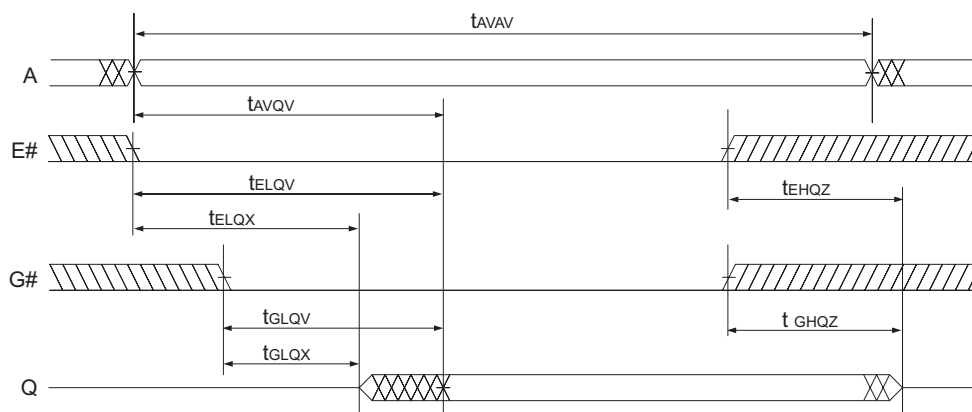 tAVAV
A
tAVQV
E#
tELQV
tEHQZ
tELQX
G#
tGLQV
t GHQZ
tGLQX
Q